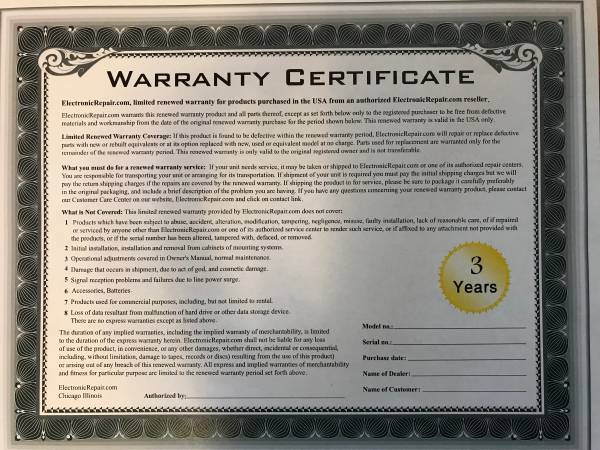 WARRANTY CERTIFICATE
ElectronicRepair.com, limited renewed warranty for products purchased in the USA from an authorized ElectronicRepair.com reseller.
ElectronicRepair.com warrants this renewed warranty product and all parts thereof, except as set forth below only to the registered purchaser to be free from defective
materials and workmanship from the date of the original renewed warranty purchase for the period shown below. This renewed warranty is valid in the USA only.
Limited Renewed Warranty Coverage: If this product is found to be defective within the renewed warranty period, ElectronicRepair.com will repair or replace defective
parts with new or rebuilt equivalents or at its option replaced with new, used or equivalent model at no charge. Parts used for replacement are warranted only for the
remainder of the renewed warranty period. This renewed warranty is only valid to the original registered owner and is not transferable.
What you must do for a renewed warranty service: If your unit needs service, it may be taken or shipped to ElectronicRepair.com or one of its authorized repair centers.
You are responsible for transporting your unit or arranging for its transportation. If shipment of your unit is required you must pay the initial shipping charges but we will
pay the return shipping charges if the repairs are covered by the renewed warranty. If shipping the product in for service, please be sure to package it carefully preferably
in the original packaging, and include a brief description of the problem you are having. If you have any questions concerning your renewed warranty product, please contact
our Customer Care Center on our website, ElectronicRepair.com and click on contact link.
What is Not Covered: This limited renewed warranty provided by ElectronicRepair.com does not cover:
1 Products which have been subject to abuse, accident, alteration, modification, tampering, negligence, misuse, faulty installation, lack of reasonable care, of if repaired
or serviced by anyone other than ElectronicRepair.com or one of its authorized service center to render such service, or if affixed to any attachment not provided with
the products, or if the serial number has been altered, tampered with, defaced, or removed.
2 Initial installation, installation and removal from cabinets of mounting systems.
3 Operational adjustments covered in Owner's Manual, normal maintenance.
4 Damage that occurs in shipment, due to act of god, and cosmetic damage.
5 Signal reception problems and failures due to line power surge.
6 Accessories, Batteries.
7 Products used for commercial purposes, including, but not limited to rental.
8 Loss of data resultant from malfunction of hard drive or other data storage device.
There are no express warranties except as listed above.
3
Years
The duration of any implied warranties, including the implied warranty of merchantability, is limited
to the duration of the express warranty herein. ElectronicRepair.com shall not be liable for any loss
of use of the product, in convenience, or any other damages, whether direct, incidental or consequential,
including, without limitation, damage to tapes, records or discs) resulting from the use of this product)
or arising out of any breach of this renewed warranty. All express and implied warranties of merchantability
and fitness for particular purpose are limited to the renewed warranty period set forth above.
ElectronicRepair.com
Chicago Illinois
Authorized by:
Model no.:
Serial no.:
Purchase date:
Name of Dealer:
Name of Customer: